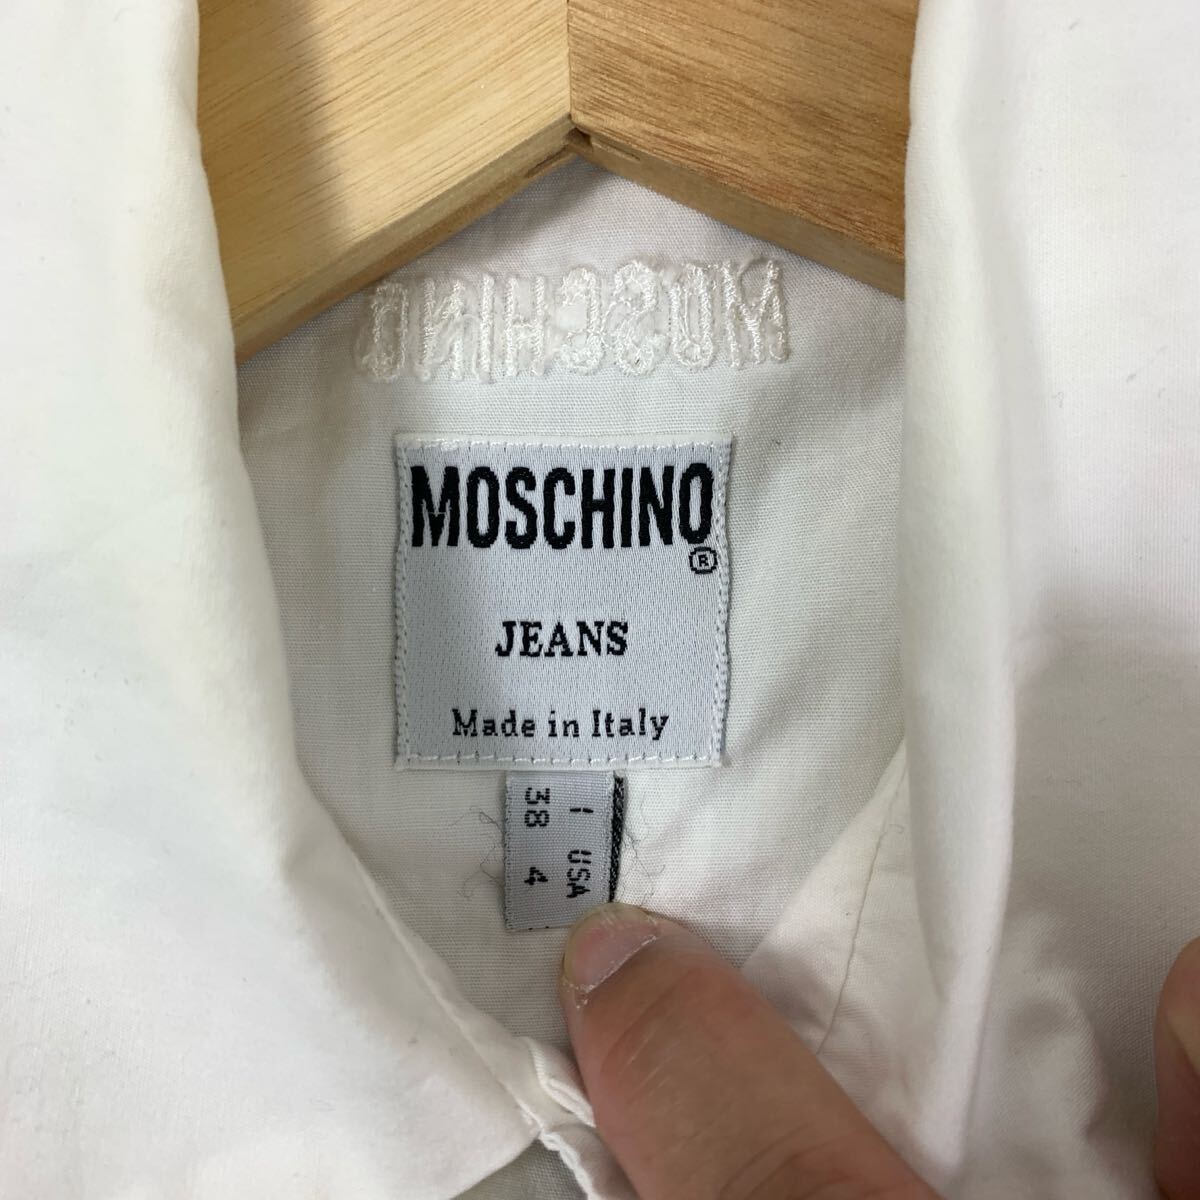 MOSCHINO
MOSCHINO
®
JEANS
Made in Italy
I USA
38 4